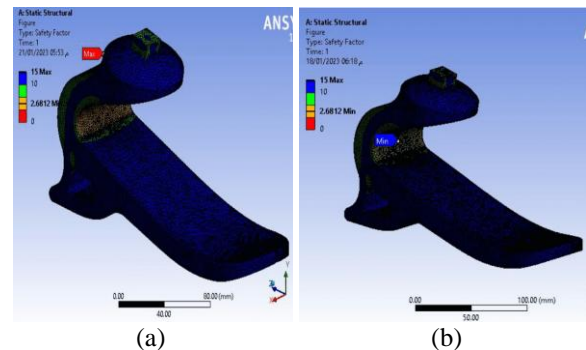 A: Static Structural
Figure
Type: Safety Factor
Time: 1
21/01/2023 05:53 م
ANSY
Max
15 Max
10
2.6812 Min
0
0.00
80.00 (mm)
40.00
Y
X
(a)
A: Static Structural
Figure
Type: Safety Factor
Time: 1
18/01/2023 06:18 م
A
Min
15 Max
10
2.6812 Min
0
0.00
100.00 (mm)
50.00
(b)